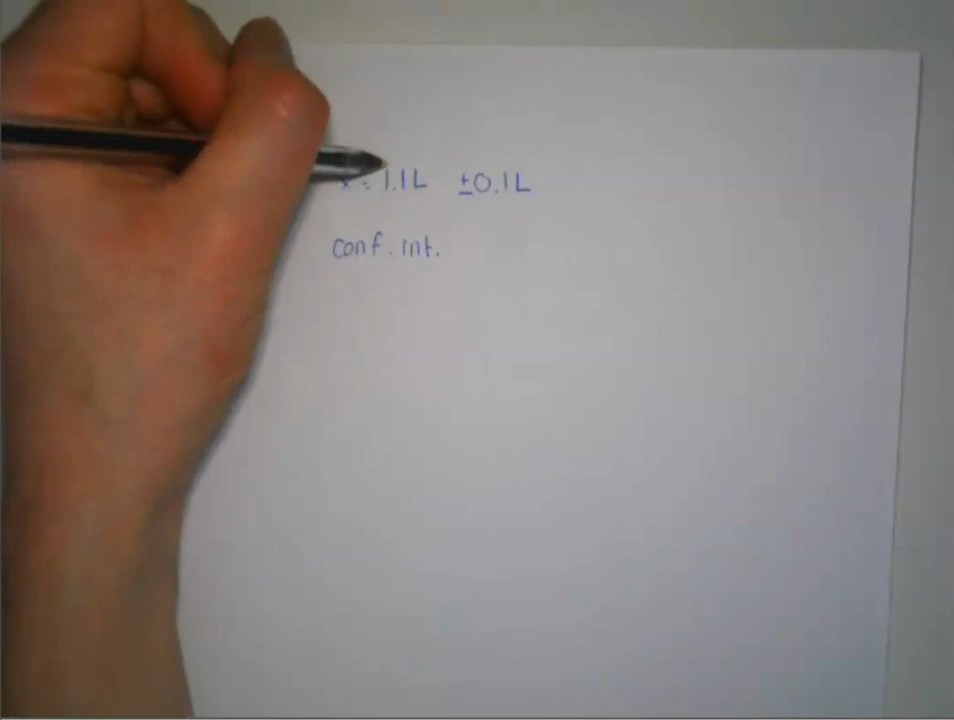 x = 1.1L ±0.1L
conf. int.